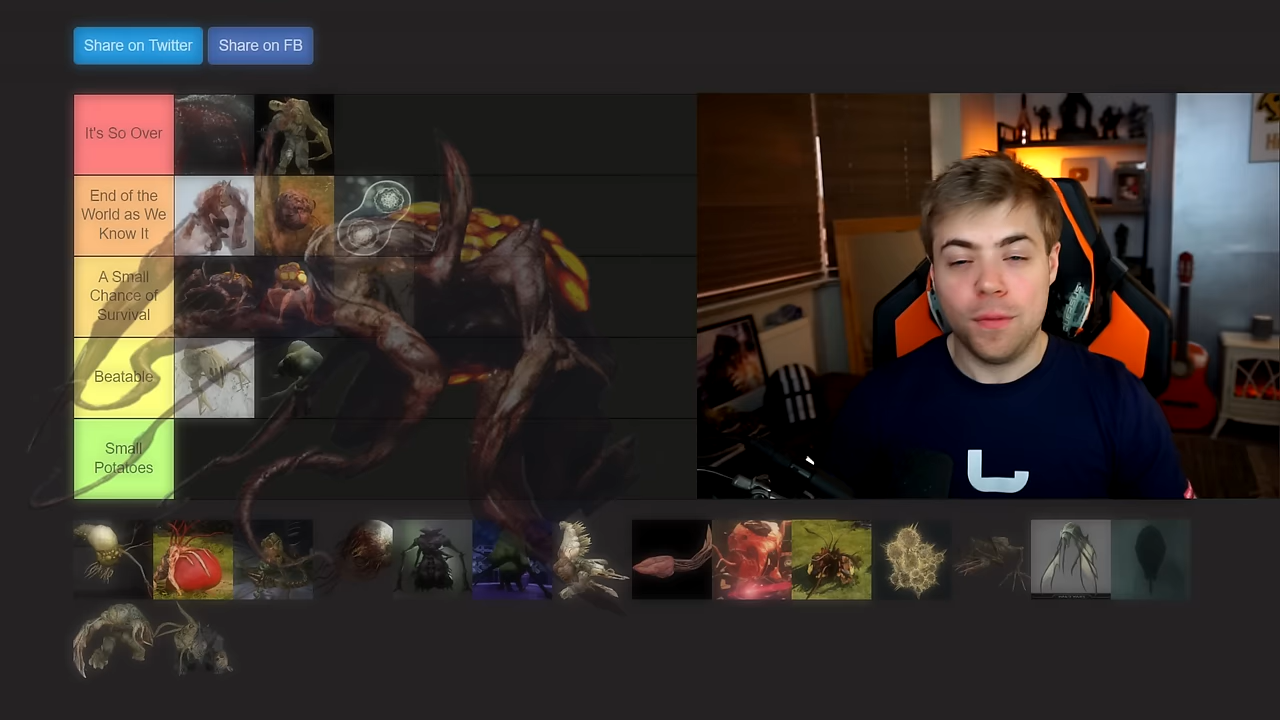 Share on Twitter Share on FB
It's So Over
End of the
World as We
Know It
A Small
Chance of
Survival
Beatable
Small
Potatoes